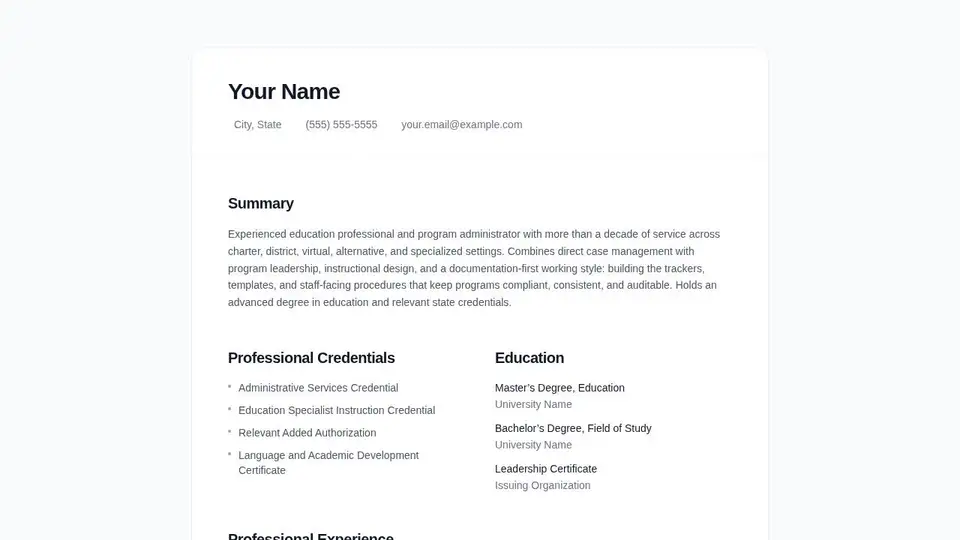 Your Name
City, State (555) 555-5555 your.email@example.com
Summary
Experienced education professional and program administrator with more than a decade of service across
charter, district, virtual, alternative, and specialized settings. Combines direct case management with
program leadership, instructional design, and a documentation-first working style: building the trackers,
templates, and staff-facing procedures that keep programs compliant, consistent, and auditable. Holds an
advanced degree in education and relevant state credentials.
Professional Credentials
• Administrative Services Credential
• Education Specialist Instruction Credential
• Relevant Added Authorization
• Language and Academic Development
Certificate
Education
Master’s Degree, Education
University Name
Bachelor’s Degree, Field of Study
University Name
Leadership Certificate
Issuing Organization
Professional Experience